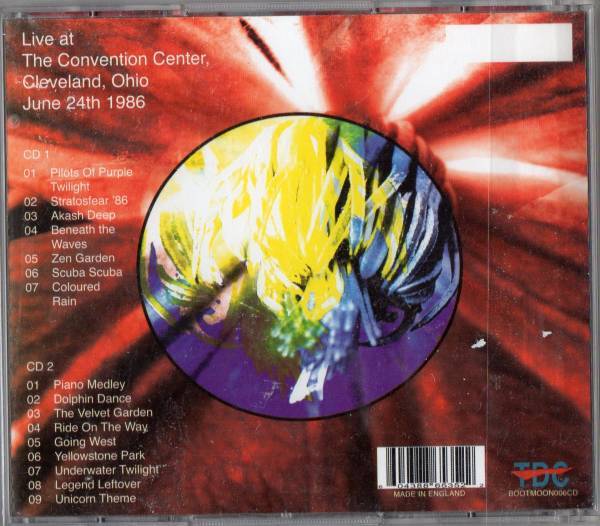 Live at
The Convention Center,
Cleveland, Ohio
June 24th 1986
CD 1
01 Pilots Of Purple
Twilight
02 Stratosfear '86
03 Akash Deep
04 Beneath the
Waves
05 Zen Garden
06 Scuba Scuba
07 Coloured
Rain
CD 2
01 Piano Medley
02 Dolphin Dance
03 The Velvet Garden
04 Ride On The Way
05 Going West
06 Yellowstone Park
07 Underwater Twilight
08 Legend Leftover
09 Unicorn Theme
MADE IN ENGLAND
TDC
BOOTMOON006CD